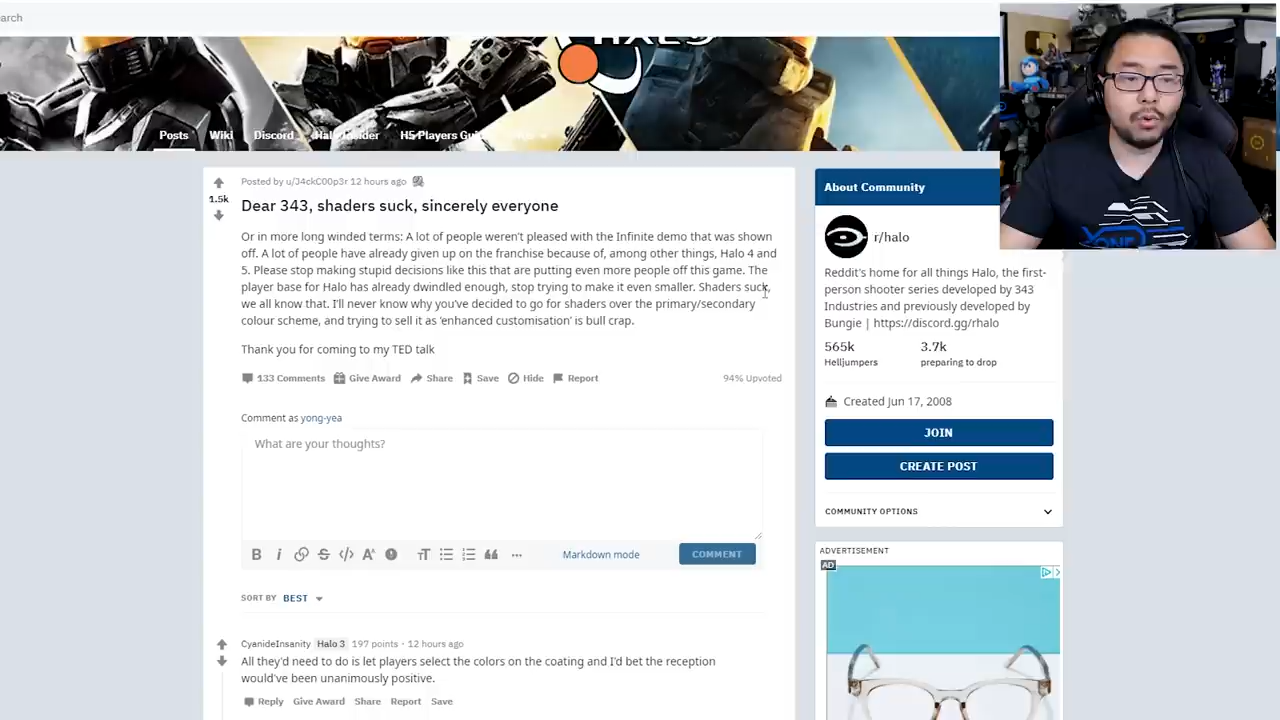 earch
HALO
Posts Wiki Discord Halo Insider H5 Players
Posted by u/J4ckC00p3r 12 hours ago
1.5k
Dear 343, shaders suck, sincerely everyone
Or in more long winded terms: A lot of people weren't pleased with the Infinite demo that was shown
off. A lot of people have already given up on the franchise because of, among other things, Halo 4 and
5. Please stop making stupid decisions like this that are putting even more people off this game. The
player base for Halo has already dwindled enough, stop trying to make it even smaller. Shaders suck,
we all know that. I'll never know why you've decided to go for shaders over the primary/secondary
colour scheme, and trying to sell it as 'enhanced customisation' is bull crap.
Thank you for coming to my TED talk
133 Comments Give Award Share Save Hide Report 94% Upvoted
Comment as yong-yea
What are your thoughts?
B i S </> A T Markdown mode COMMENT
SORT BY BEST
CyanideInsanity Halo 3 197 points · 12 hours ago
All they'd need to do is let players select the colors on the coating and I'd bet the reception
would've been unanimously positive.
Reply Give Award Share Report Save
About Community
r/halo
Reddit's home for all things Halo, the first-
person shooter series developed by 343
Industries and previously developed by
Bungie | https://discord.gg/rhalo
565k 3.7k
Helljumpers preparing to drop
Created Jun 17, 2008
JOIN
CREATE POST
COMMUNITY OPTIONS
ADVERTISEMENT
AD